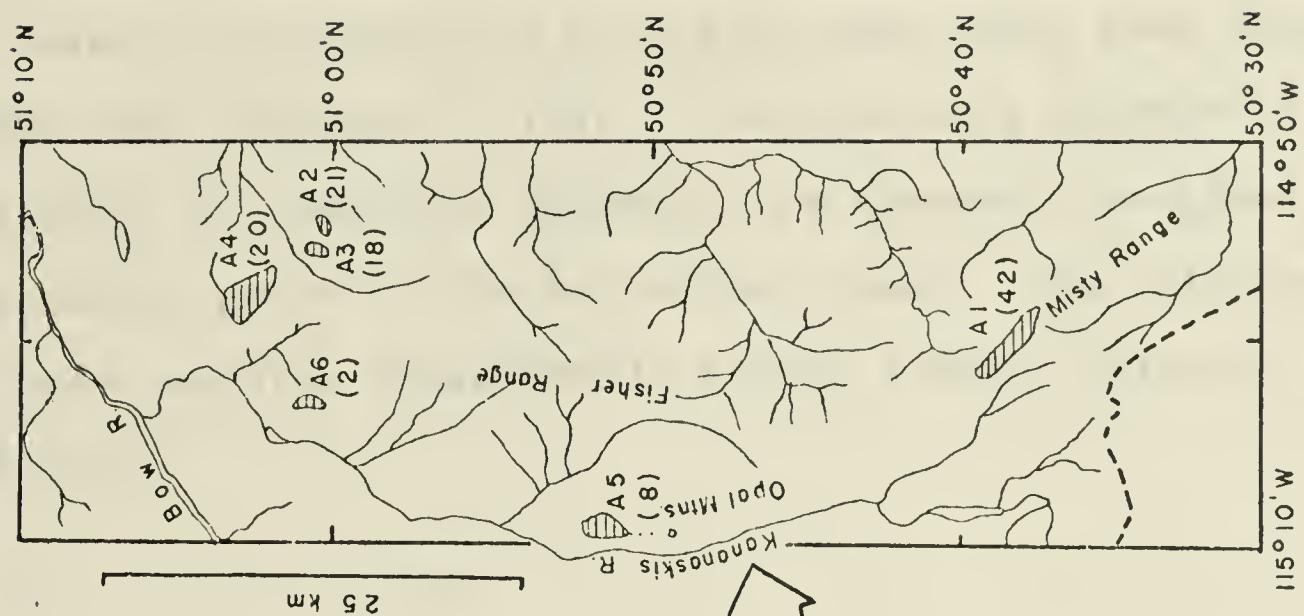 51° 10' N
51° 00' N
50° 50' N
50° 40' N
50° 30' N
114° 50' W
115° 10' W
Bow R
A4
(20)
A2
(21)
A3
(18)
A6
(2)
Fisher Range
A5
(8)
Opal Mtns.
Kananaskis R.
A1
(42)
Misty Range
25 km